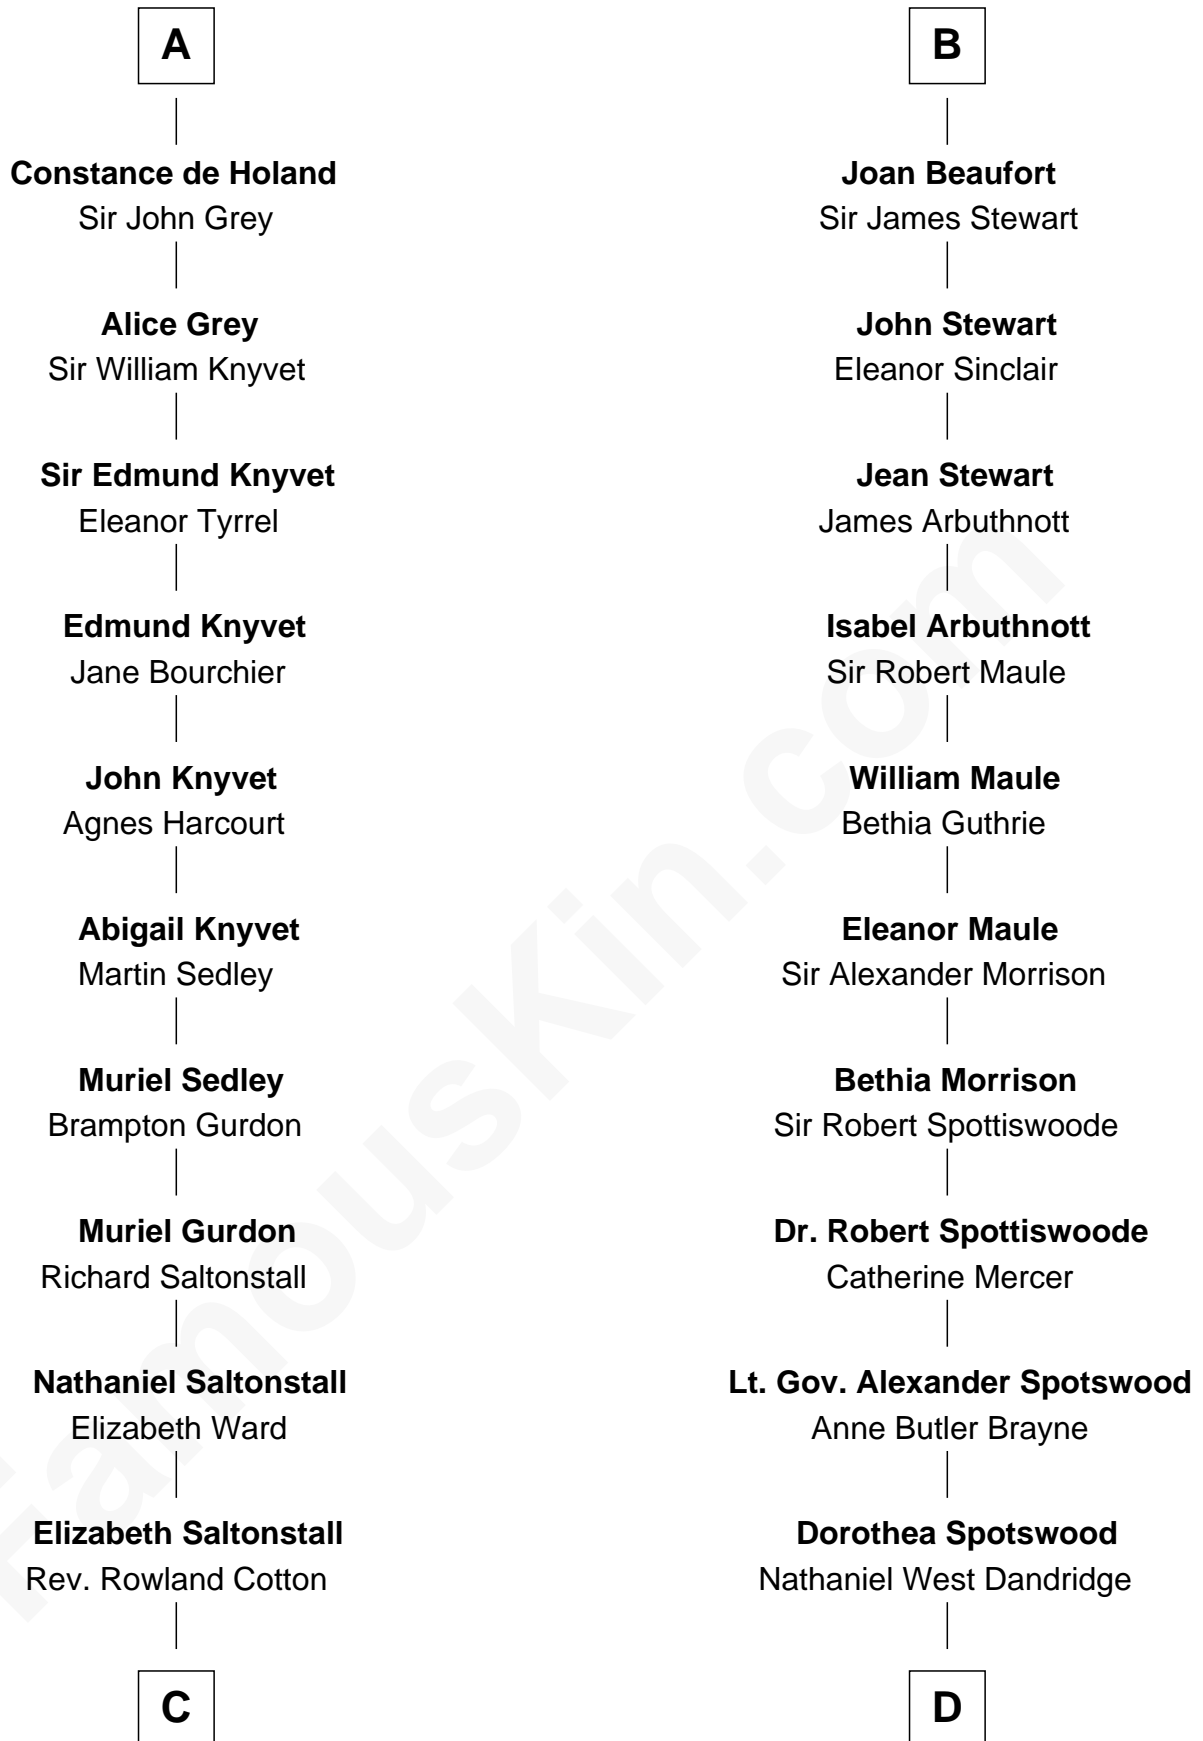 A
Constance de Holand
Sir John Grey
Alice Grey
Sir William Knyvet
Sir Edmund Knyvet
Eleanor Tyrrel
Edmund Knyvet
Jane Bourchier
John Knyvet
Agnes Harcourt
Abigail Knyvet
Martin Sedley
Muriel Sedley
Brampton Gurdon
Muriel Gurdon
Richard Saltonstall
Nathaniel Saltonstall
Elizabeth Ward
Elizabeth Saltonstall
Rev. Rowland Cotton
C
B
Joan Beaufort
Sir James Stewart
John Stewart
Eleanor Sinclair
Jean Stewart
James Arbuthnott
Isabel Arbuthnott
Sir Robert Maule
William Maule
Bethia Guthrie
Eleanor Maule
Sir Alexander Morrison
Bethia Morrison
Sir Robert Spottiswoode
Dr. Robert Spottiswoode
Catherine Mercer
Lt. Gov. Alexander Spotswood
Anne Butler Brayne
Dorothea Spotswood
Nathaniel West Dandridge
D
FamousKin.com